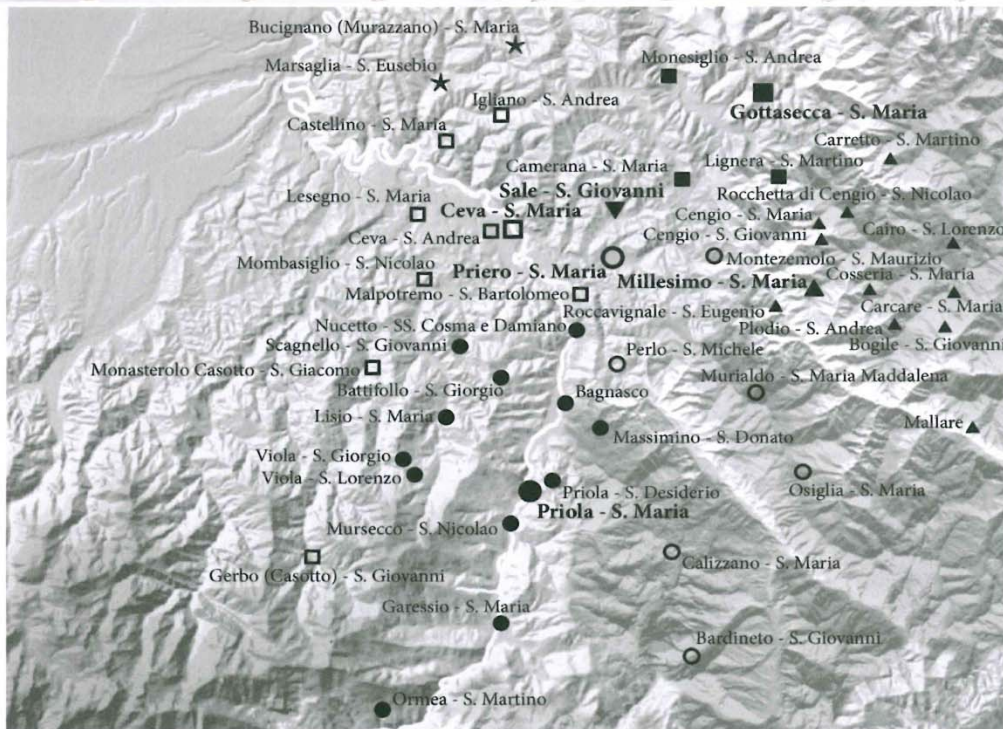 Bucignano (Murazzano) - S. Maria
Monesiglio - S. Andrea
Marsaglia - S. Eusebio
Igliano - S. Andrea
Gottasecca - S. Maria
Castellino - S. Maria
Carretto - S. Martino
Camerana - S. Maria
Lignera - S. Martino
Sale - S. Giovanni
Rocchetta di Cengio - S. Nicolao
Lesegno - S. Maria
Ceva - S. Maria
Cengio - S. Maria
Cairo - S. Lorenzo
Ceva - S. Andrea
Cengio - S. Giovanni
Montezemolo - S. Maurizio
Mombasiglio - S. Nicolao
Priero - S. Maria
Millesimo - S. Maria
Cosseria - S. Maria
Malpotremo - S. Bartolomeo
Roccavignale - S. Eugenio
Carcare - S. Maria
Nucetto - SS. Cosma e Damiano
Plodio - S. Andrea
Bogile - S. Giovanni
Scagnello - S. Giovanni
Perlo - S. Michele
Monasterolo Casotto - S. Giacomo
Murialdo - S. Maria Maddalena
Battifollo - S. Giorgio
Bagnasco
Lisio - S. Maria
Mallare
Massimino - S. Donato
Viola - S. Giorgio
Viola - S. Lorenzo
Priola - S. Desiderio
Osiglia - S. Maria
Priola - S. Maria
Mursecco - S. Nicolao
Calizzano - S. Maria
Gerbo (Casotto) - S. Giovanni
Garessio - S. Maria
Bardineto - S. Giovanni
Ormea - S. Martino